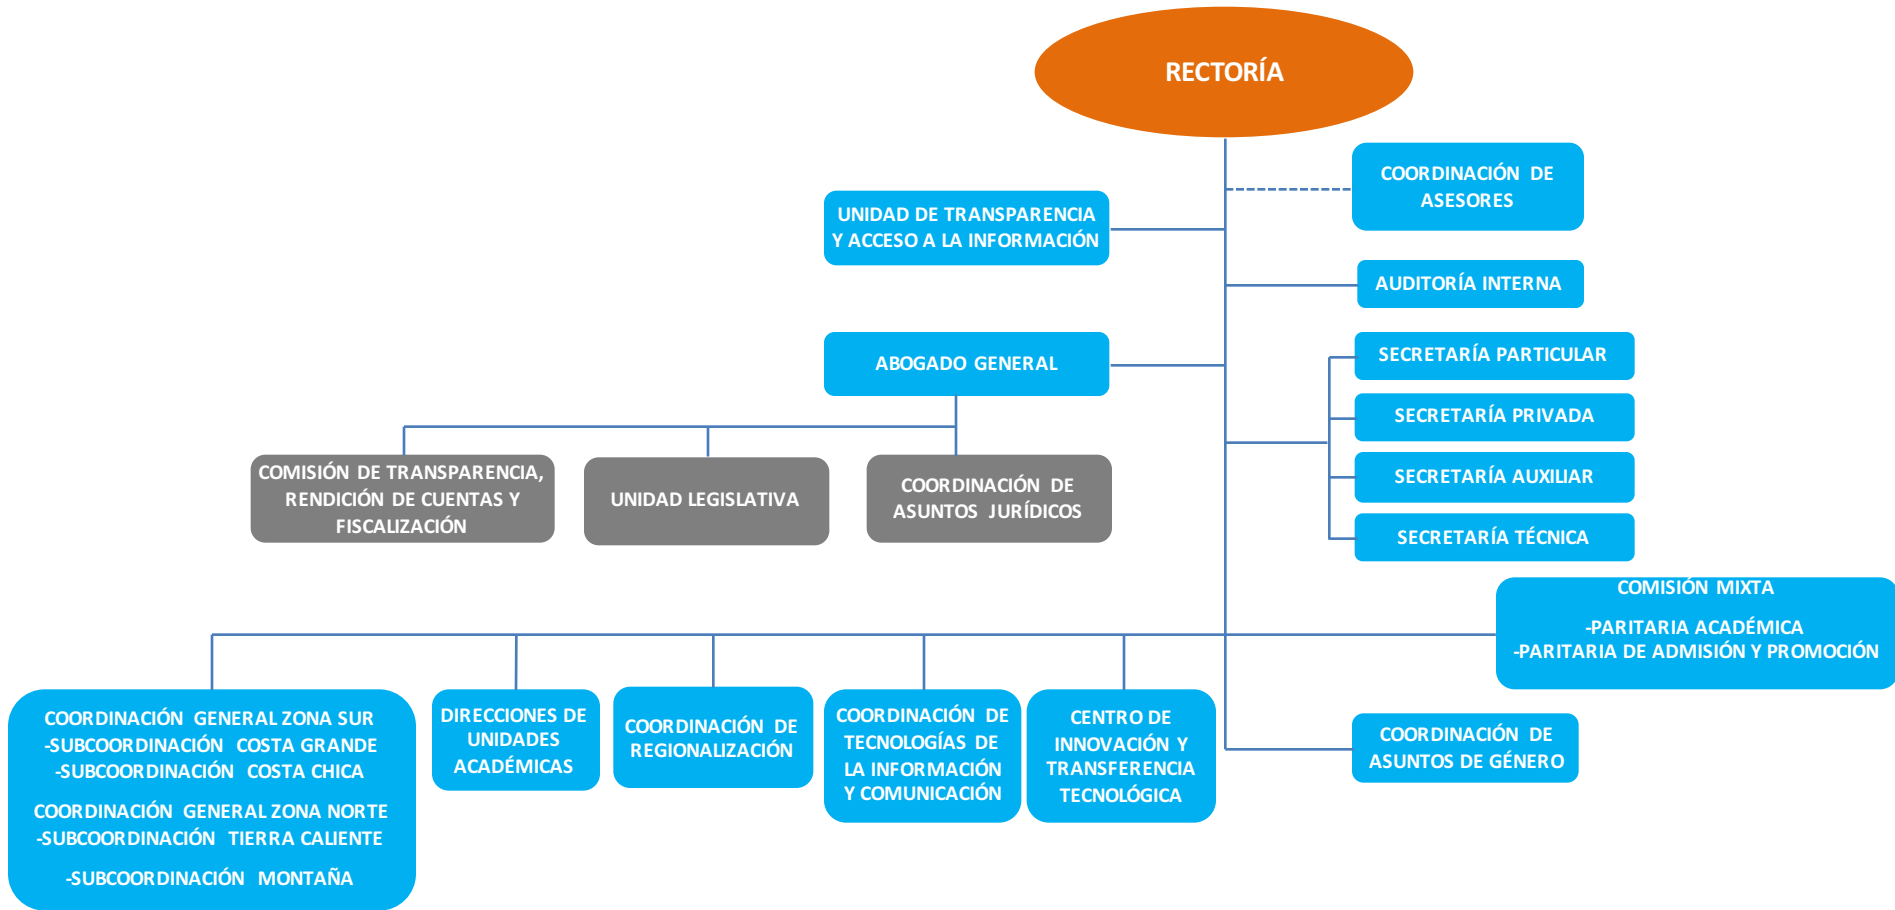 RECTORÍA
COORDINACIÓN DE
ASESORES
UNIDAD DE TRANSPARENCIA
Y ACCESO A LA INFORMACIÓN
AUDITORÍA INTERNA
ABOGADO GENERAL
SECRETARÍA PARTICULAR
SECRETARÍA PRIVADA
SECRETARÍA AUXILIAR
SECRETARÍA TÉCNICA
COMISIÓN DE TRANSPARENCIA,
RENDICIÓN DE CUENTAS Y
FISCALIZACIÓN
UNIDAD LEGISLATIVA
COORDINACIÓN DE
ASUNTOS JURÍDICOS
COMISIÓN MIXTA
-PARITARIA ACADÉMICA
-PARITARIA DE ADMISIÓN Y PROMOCIÓN
COORDINACIÓN GENERAL ZONA SUR
-SUBCOORDINACIÓN COSTA GRANDE
-SUBCOORDINACIÓN COSTA CHICA
COORDINACIÓN GENERAL ZONA NORTE
-SUBCOORDINACIÓN TIERRA CALIENTE
-SUBCOORDINACIÓN MONTAÑA
DIRECCIONES DE
UNIDADES
ACADÉMICAS
COORDINACIÓN DE
REGIONALIZACIÓN
COORDINACIÓN DE
TECNOLOGÍAS DE
LA INFORMACIÓN
Y COMUNICACIÓN
CENTRO DE
INNOVACIÓN Y
TRANSFERENCIA
TECNOLÓGICA
COORDINACIÓN DE
ASUNTOS DE GÉNERO